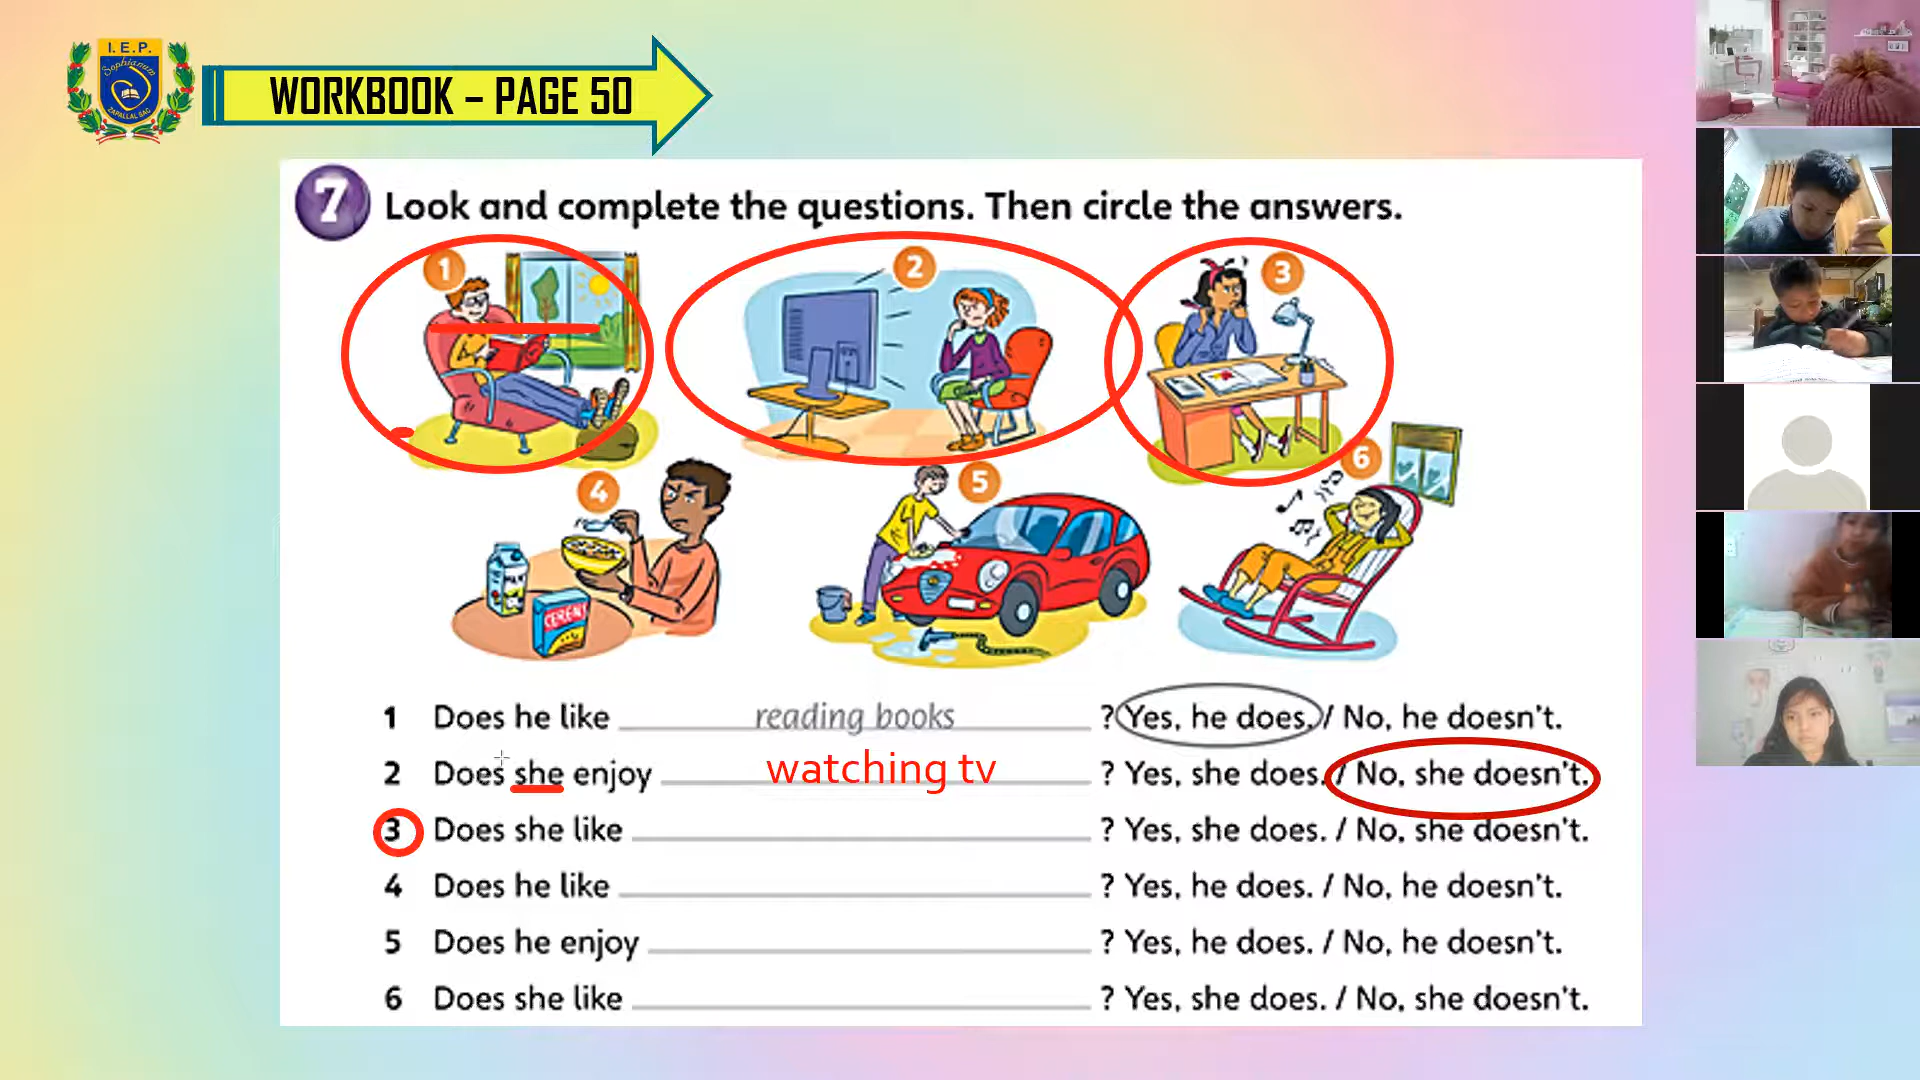 I.E.P.
Sophianum
ZAPALLAL SAC
WORKBOOK – PAGE 50
7 Look and complete the questions. Then circle the answers.
1
2
3
4
5
6
MILK
CEREAL
1 Does he like reading books ? Yes, he does. / No, he doesn't.
2 Does she enjoy watching tv ? Yes, she does. / No, she doesn't.
3 Does she like ? Yes, she does. / No, she doesn't.
4 Does he like ? Yes, he does. / No, he doesn't.
5 Does he enjoy ? Yes, he does. / No, he doesn't.
6 Does she like ? Yes, she does. / No, she doesn't.